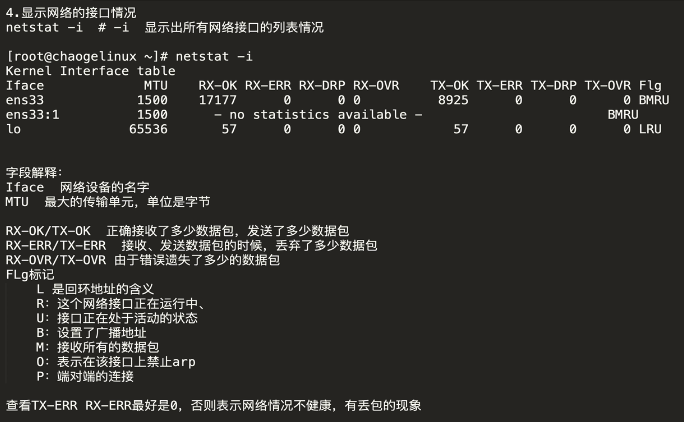 4.显示网络的接口情况
netstat -i  # -i  显示出所有网络接口的列表情况
[root@chaogelinux ~]# netstat -i
Kernel Interface table
Iface             MTU    RX-OK RX-ERR RX-DRP RX-OVR    TX-OK TX-ERR TX-DRP TX-OVR Flg
ens33            1500    17177      0      0 0          8925      0      0      0 BMRU
ens33:1          1500      - no statistics available -                        BMRU
lo              65536       57      0      0 0            57      0      0      0 LRU
字段解释：
Iface  网络设备的名字
MTU  最大的传输单元，单位是字节
RX-OK/TX-OK  正确接收了多少数据包，发送了多少数据包
RX-ERR/TX-ERR  接收、发送数据包的时候，丢弃了多少数据包
RX-OVR/TX-OVR 由于错误遗失了多少的数据包
FLg标记
L 是回环地址的含义
R：这个网络接口正在运行中、
U：接口正在处于活动的状态
B：设置了广播地址
M：接收所有的数据包
O：表示在该接口上禁止arp
P：端对端的连接
查看TX-ERR RX-ERR最好是0，否则表示网络情况不健康，有丢包的现象